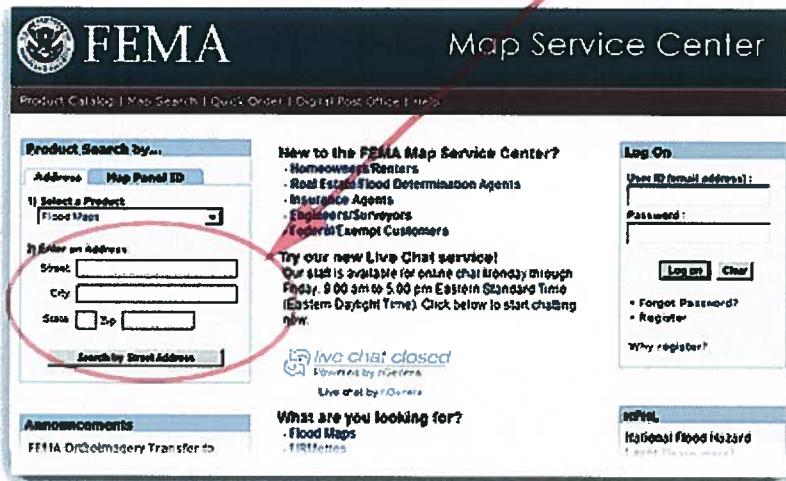 FEMA
Map Service Center
Product Catalog | Map Search | Quick Order | Digital Post Office | Help
Product Search by...
Address Map Panel ID
1) Select a Product
Flood Maps
2) Enter an Address
Street
City
State Zip
Search by Street Address
Announcements
FEMA Orthoimagery Transfer to
New to the FEMA Map Service Center?
- Homeowners/Renters
- Real Estate/Flood Determination Agents
- Insurance Agents
- Engineers/Surveyors
- Federal/Exempt Customers
Try our new Live Chat service!
Our staff is available for online chat Monday through
Friday, 9:00 am to 5:00 pm Eastern Standard Time
(Eastern Daylight Time). Click below to start chatting
now.
live chat closed
Powered by
Live chat by
What are you looking for?
- Flood Maps
- FIRMettes
Log On
User ID (email address) :
Password :
Log on Clear
• Forgot Password?
• Register
Why register?
National Flood Hazard